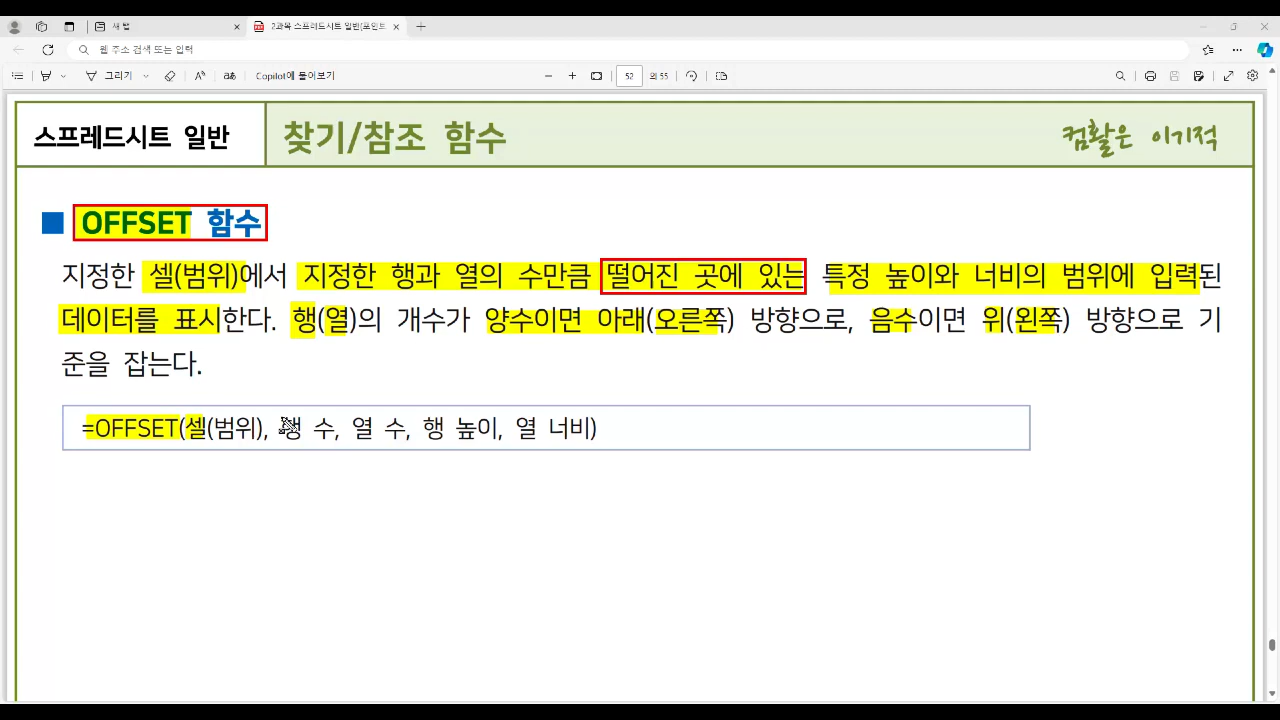 새 탭
2과목 스프레드시트 일반(포인트
웹 주소 검색 또는 입력
그리기
Copilot에 물어보기
52 의 55
스프레드시트 일반
찾기/참조 함수
컴활은 이기적
OFFSET 함수
지정한 셀(범위)에서 지정한 행과 열의 수만큼 떨어진 곳에 있는 특정 높이와 너비의 범위에 입력된
데이터를 표시한다. 행(열)의 개수가 양수이면 아래(오른쪽) 방향으로, 음수이면 위(왼쪽) 방향으로 기
준을 잡는다.
=OFFSET(셀(범위), 행 수, 열 수, 행 높이, 열 너비)